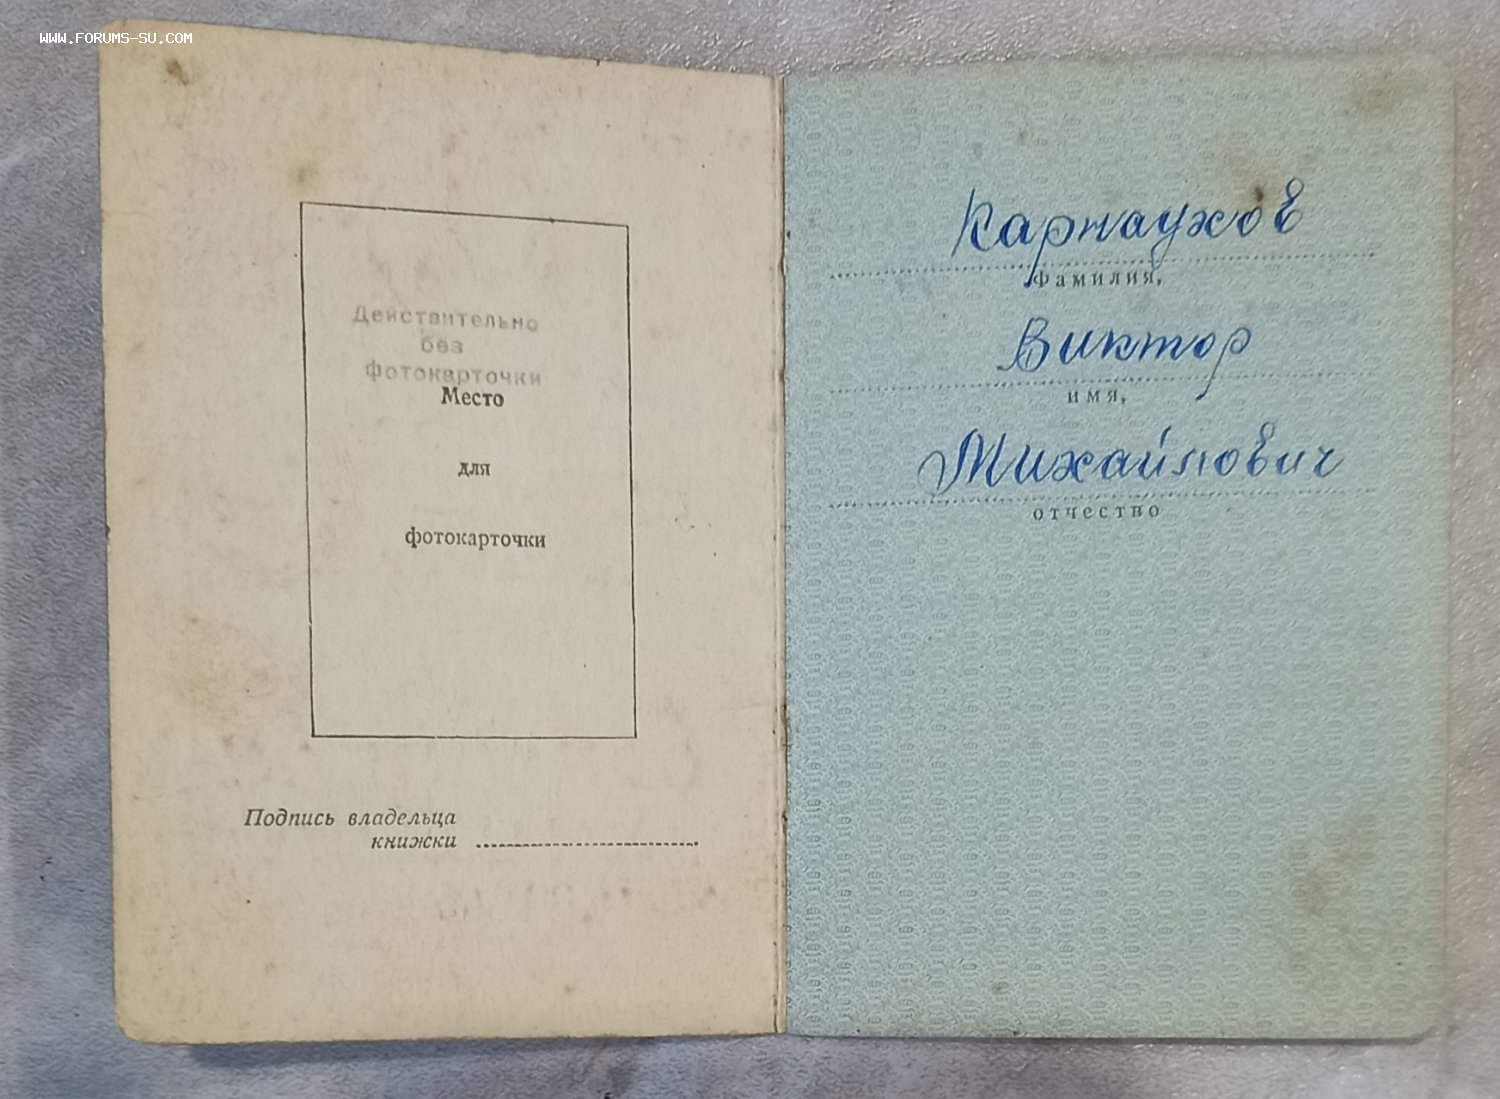 WWW.FORUMS-SU.COM
Действительно
без
фотокарточки
Место
для
фотокарточки
Подпись владельца
книжки
Карнаухов
фамилия,
Виктор
имя,
Михайлович
отчество